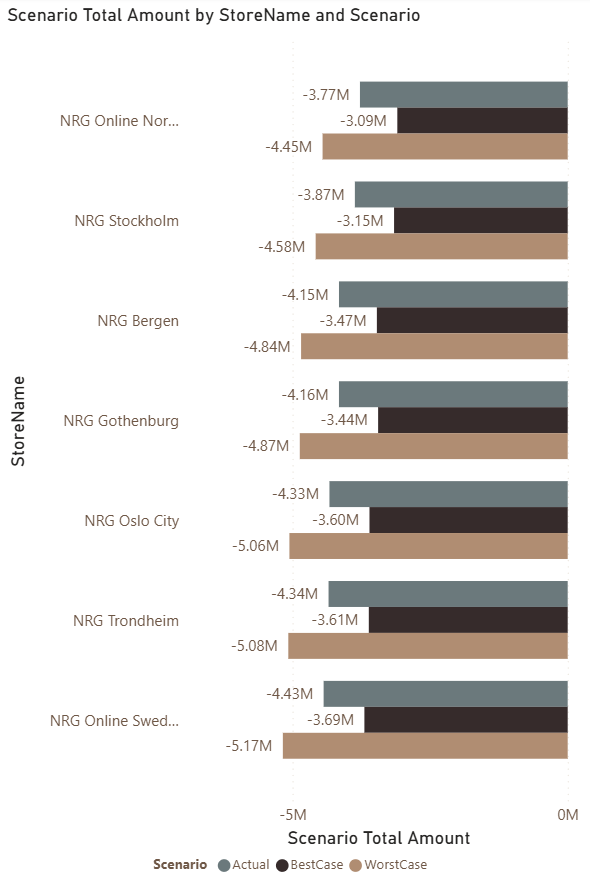 Scenario Total Amount by StoreName and Scenario
-3.77M
NRG Online Nor... -3.09M
-4.45M
-3.87M
NRG Stockholm -3.15M
-4.58M
-4.15M
NRG Bergen -3.47M
-4.84M
-4.16M
NRG Gothenburg -3.44M
-4.87M
StoreName
-4.33M
NRG Oslo City -3.60M
-5.06M
-4.34M
NRG Trondheim -3.61M
-5.08M
-4.43M
NRG Online Swed... -3.69M
-5.17M
-5M 0M
Scenario Total Amount
Scenario Actual BestCase WorstCase